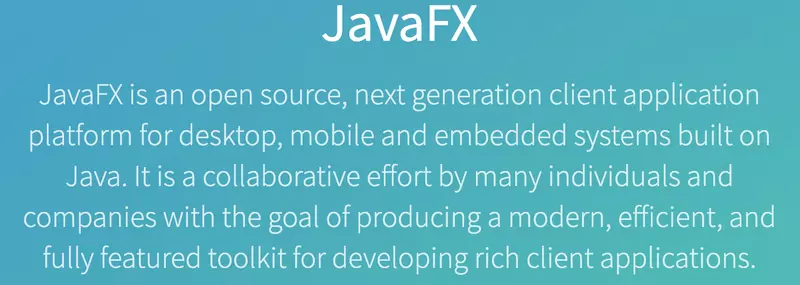 JavaFX
JavaFX is an open source, next generation client application
platform for desktop, mobile and embedded systems built on
Java. It is a collaborative effort by many individuals and
companies with the goal of producing a modern, efficient, and
fully featured toolkit for developing rich client applications.